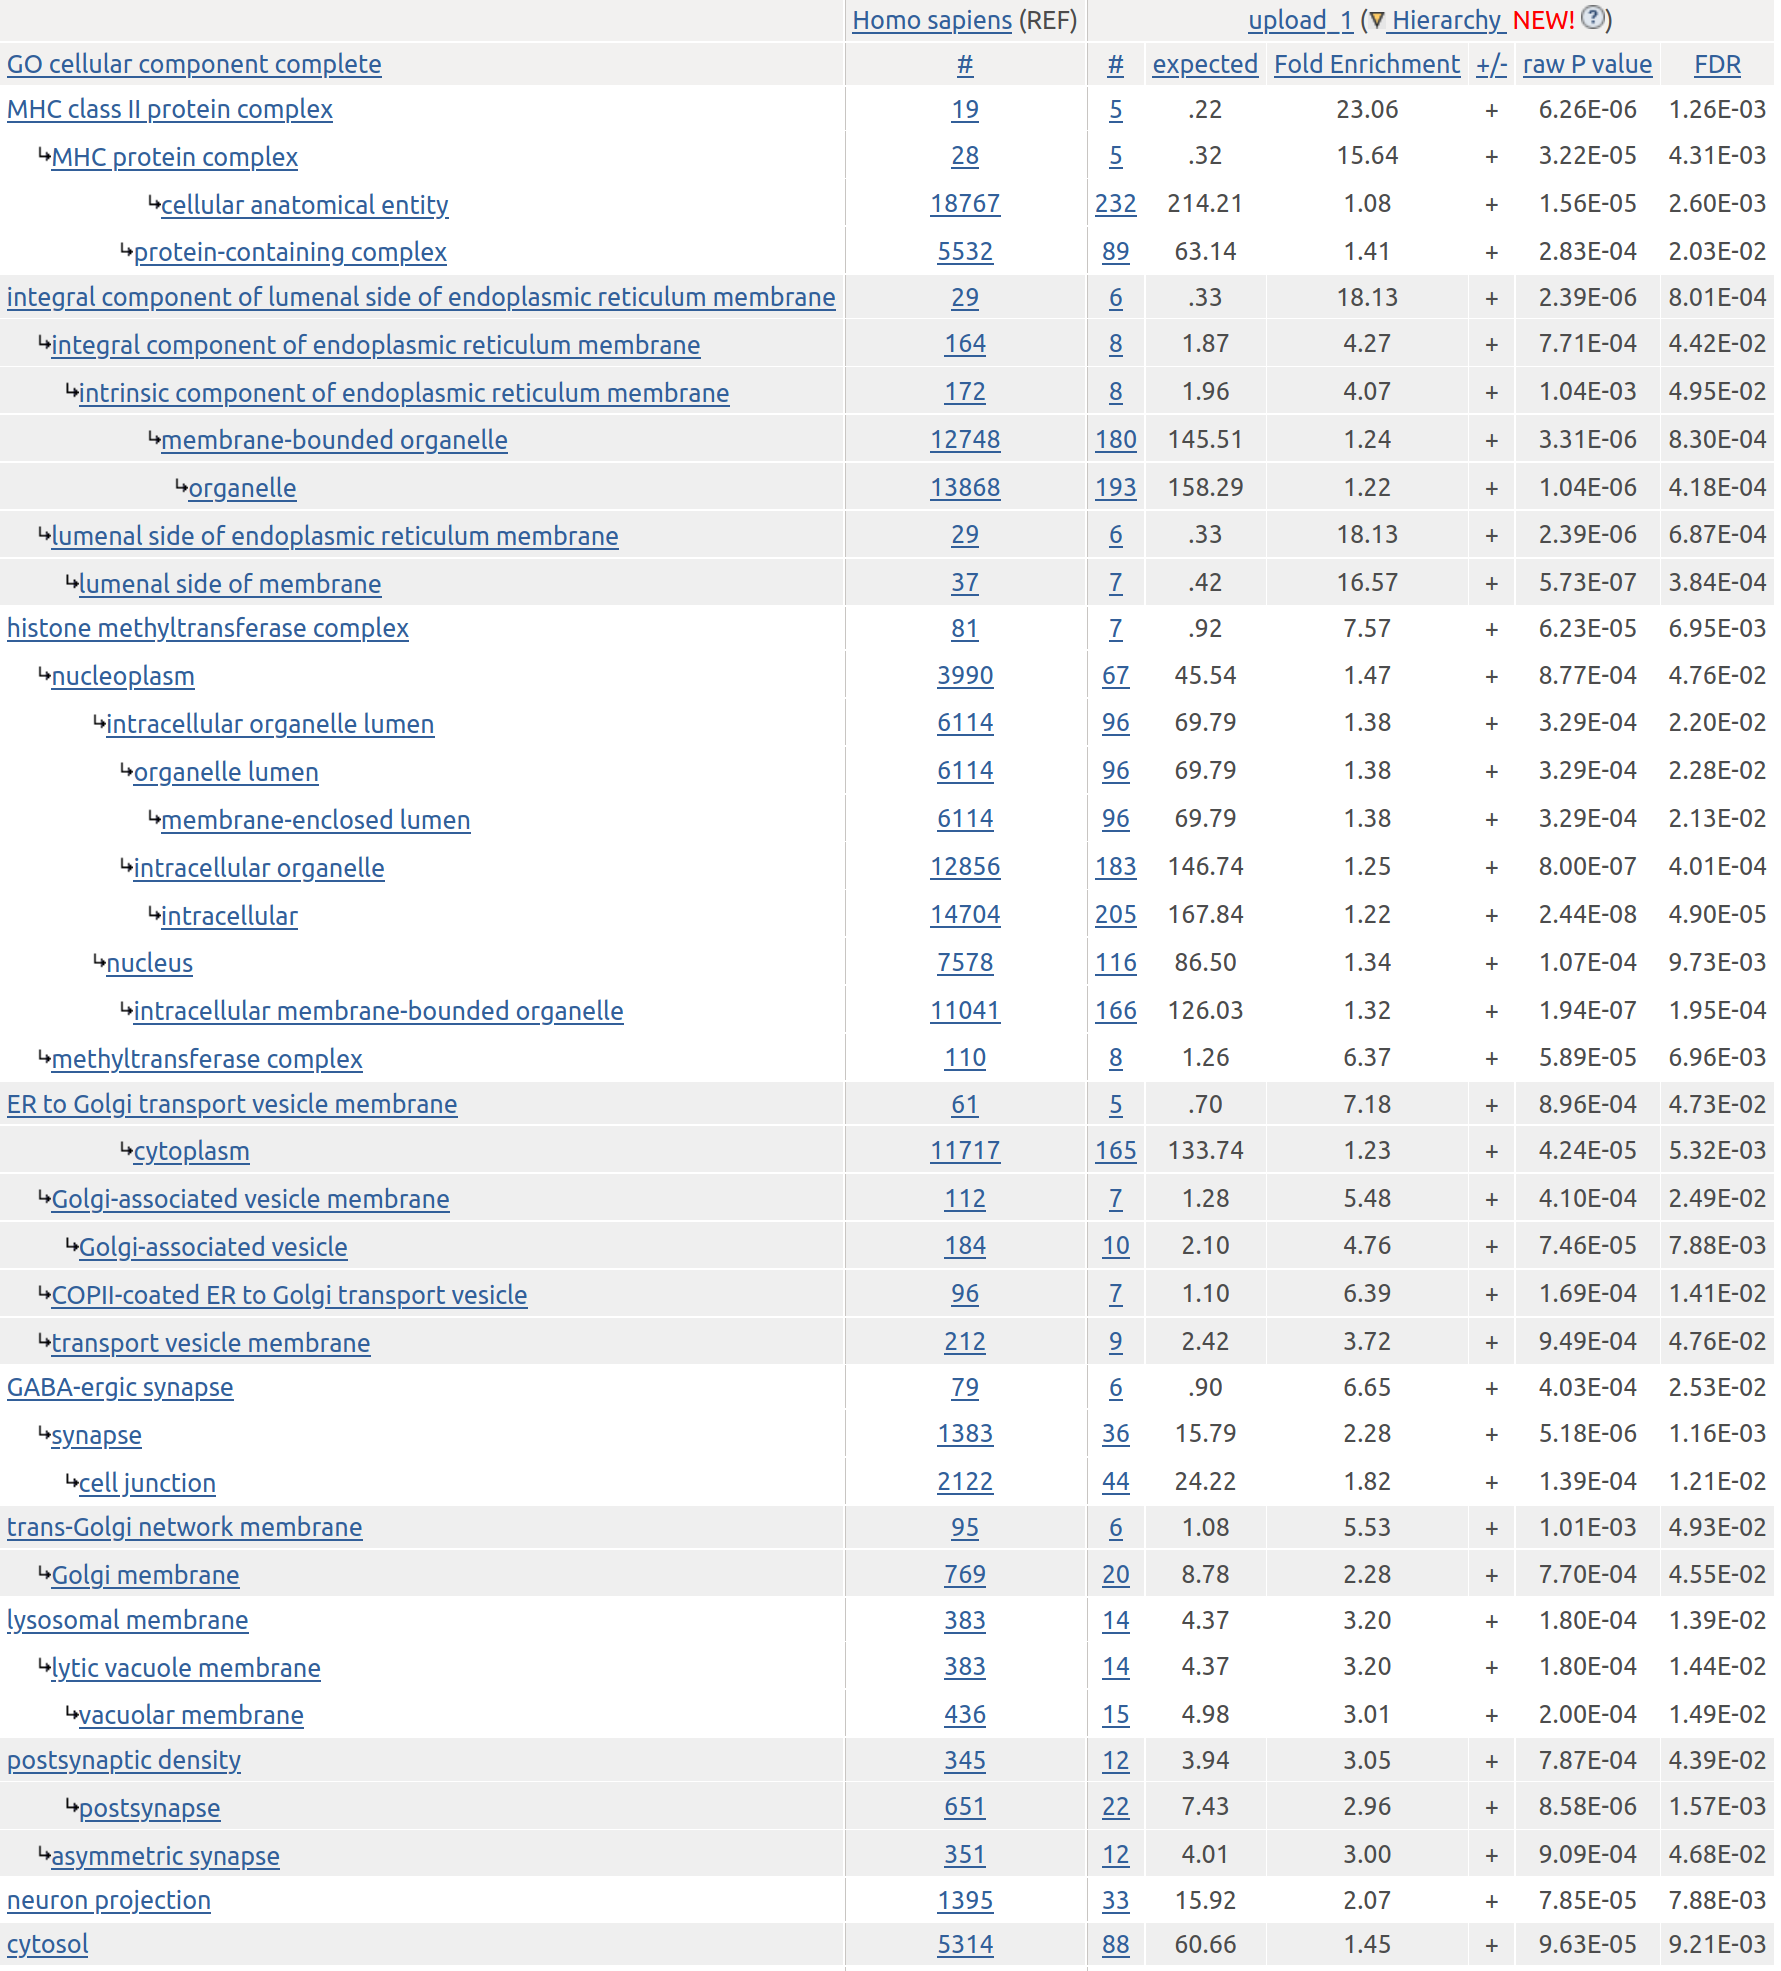 Homo sapiens (REF) upload_1 (▼ Hierarchy NEW! ?)
GO cellular component complete # # expected Fold Enrichment +/- raw P value FDR
MHC class II protein complex 19 5 .22 23.06 + 6.26E-06 1.26E-03
↳MHC protein complex 28 5 .32 15.64 + 3.22E-05 4.31E-03
↳cellular anatomical entity 18767 232 214.21 1.08 + 1.56E-05 2.60E-03
↳protein-containing complex 5532 89 63.14 1.41 + 2.83E-04 2.03E-02
integral component of lumenal side of endoplasmic reticulum membrane 29 6 .33 18.13 + 2.39E-06 8.01E-04
↳integral component of endoplasmic reticulum membrane 164 8 1.87 4.27 + 7.71E-04 4.42E-02
↳intrinsic component of endoplasmic reticulum membrane 172 8 1.96 4.07 + 1.04E-03 4.95E-02
↳membrane-bounded organelle 12748 180 145.51 1.24 + 3.31E-06 8.30E-04
↳organelle 13868 193 158.29 1.22 + 1.04E-06 4.18E-04
↳lumenal side of endoplasmic reticulum membrane 29 6 .33 18.13 + 2.39E-06 6.87E-04
↳lumenal side of membrane 37 7 .42 16.57 + 5.73E-07 3.84E-04
histone methyltransferase complex 81 7 .92 7.57 + 6.23E-05 6.95E-03
↳nucleoplasm 3990 67 45.54 1.47 + 8.77E-04 4.76E-02
↳intracellular organelle lumen 6114 96 69.79 1.38 + 3.29E-04 2.20E-02
↳organelle lumen 6114 96 69.79 1.38 + 3.29E-04 2.28E-02
↳membrane-enclosed lumen 6114 96 69.79 1.38 + 3.29E-04 2.13E-02
↳intracellular organelle 12856 183 146.74 1.25 + 8.00E-07 4.01E-04
↳intracellular 14704 205 167.84 1.22 + 2.44E-08 4.90E-05
↳nucleus 7578 116 86.50 1.34 + 1.07E-04 9.73E-03
↳intracellular membrane-bounded organelle 11041 166 126.03 1.32 + 1.94E-07 1.95E-04
↳methyltransferase complex 110 8 1.26 6.37 + 5.89E-05 6.96E-03
ER to Golgi transport vesicle membrane 61 5 .70 7.18 + 8.96E-04 4.73E-02
↳cytoplasm 11717 165 133.74 1.23 + 4.24E-05 5.32E-03
↳Golgi-associated vesicle membrane 112 7 1.28 5.48 + 4.10E-04 2.49E-02
↳Golgi-associated vesicle 184 10 2.10 4.76 + 7.46E-05 7.88E-03
↳COPII-coated ER to Golgi transport vesicle 96 7 1.10 6.39 + 1.69E-04 1.41E-02
↳transport vesicle membrane 212 9 2.42 3.72 + 9.49E-04 4.76E-02
GABA-ergic synapse 79 6 .90 6.65 + 4.03E-04 2.53E-02
↳synapse 1383 36 15.79 2.28 + 5.18E-06 1.16E-03
↳cell junction 2122 44 24.22 1.82 + 1.39E-04 1.21E-02
trans-Golgi network membrane 95 6 1.08 5.53 + 1.01E-03 4.93E-02
↳Golgi membrane 769 20 8.78 2.28 + 7.70E-04 4.55E-02
lysosomal membrane 383 14 4.37 3.20 + 1.80E-04 1.39E-02
↳lytic vacuole membrane 383 14 4.37 3.20 + 1.80E-04 1.44E-02
↳vacuolar membrane 436 15 4.98 3.01 + 2.00E-04 1.49E-02
postsynaptic density 345 12 3.94 3.05 + 7.87E-04 4.39E-02
↳postsynapse 651 22 7.43 2.96 + 8.58E-06 1.57E-03
↳asymmetric synapse 351 12 4.01 3.00 + 9.09E-04 4.68E-02
neuron projection 1395 33 15.92 2.07 + 7.85E-05 7.88E-03
cytosol 5314 88 60.66 1.45 + 9.63E-05 9.21E-03